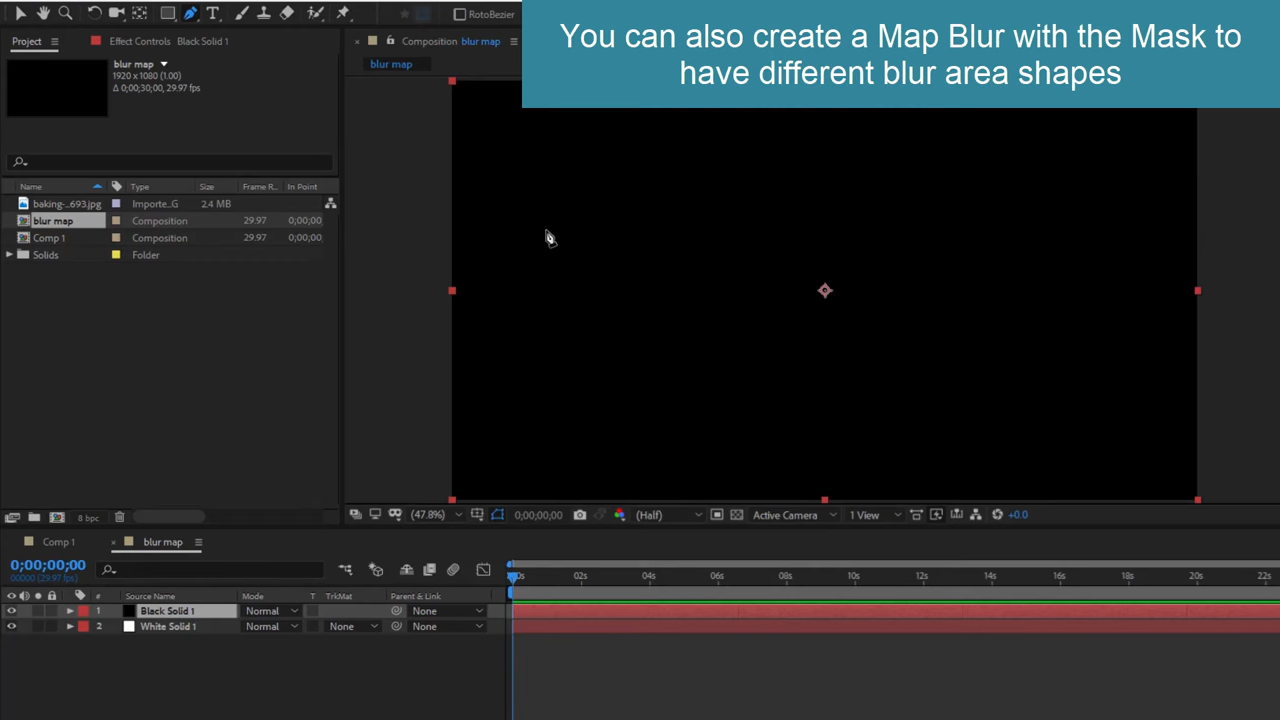 RotoBezier
You can also create a Map Blur with the Mask to
have different blur area shapes
Project
Effect Controls Black Solid 1
Composition blur map
blur map
blur map
1920 x 1080 (1.00)
Δ 0;00;30;00, 29.97 fps
Name Type Size Frame R... In Point
baking-...693.jpg Importe...G 2.4 MB
blur map Composition 29.97 0;00;00
Comp 1 Composition 29.97 0;00;00
Solids Folder
8 bpc
(47.8%) 0;00;00;00 (Half) Active Camera 1 View +0.0
Comp 1 blur map
0;00;00;00
00000 (29.97 fps)
:00s 02s 04s 06s 08s 10s 12s 14s 16s 18s 20s 22s
# Source Name Mode T TrkMat Parent & Link
1 Black Solid 1 Normal None
2 White Solid 1 Normal None None